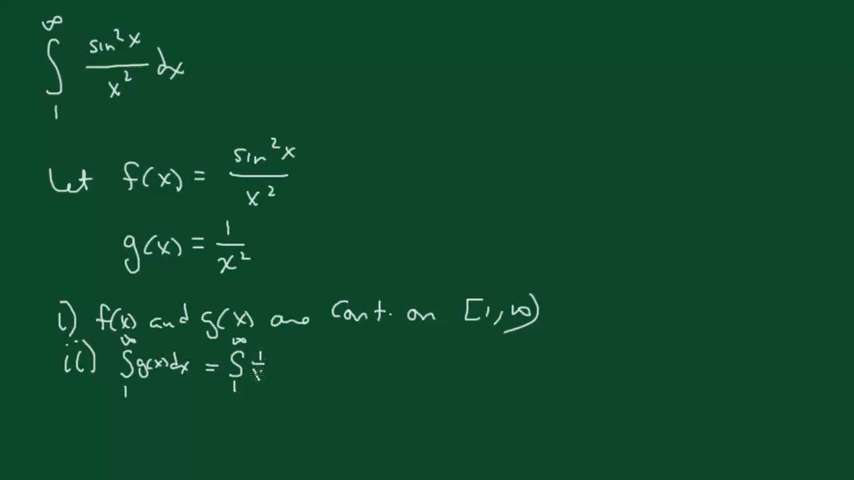 ∫₁^∞ sin²x / x² dx
Let f(x) = sin²x / x²
g(x) = 1 / x²
i) f(x) and g(x) are cont. on [1, ∞)
ii) ∫₁^∞ g(x)dx = ∫₁^∞ 1/